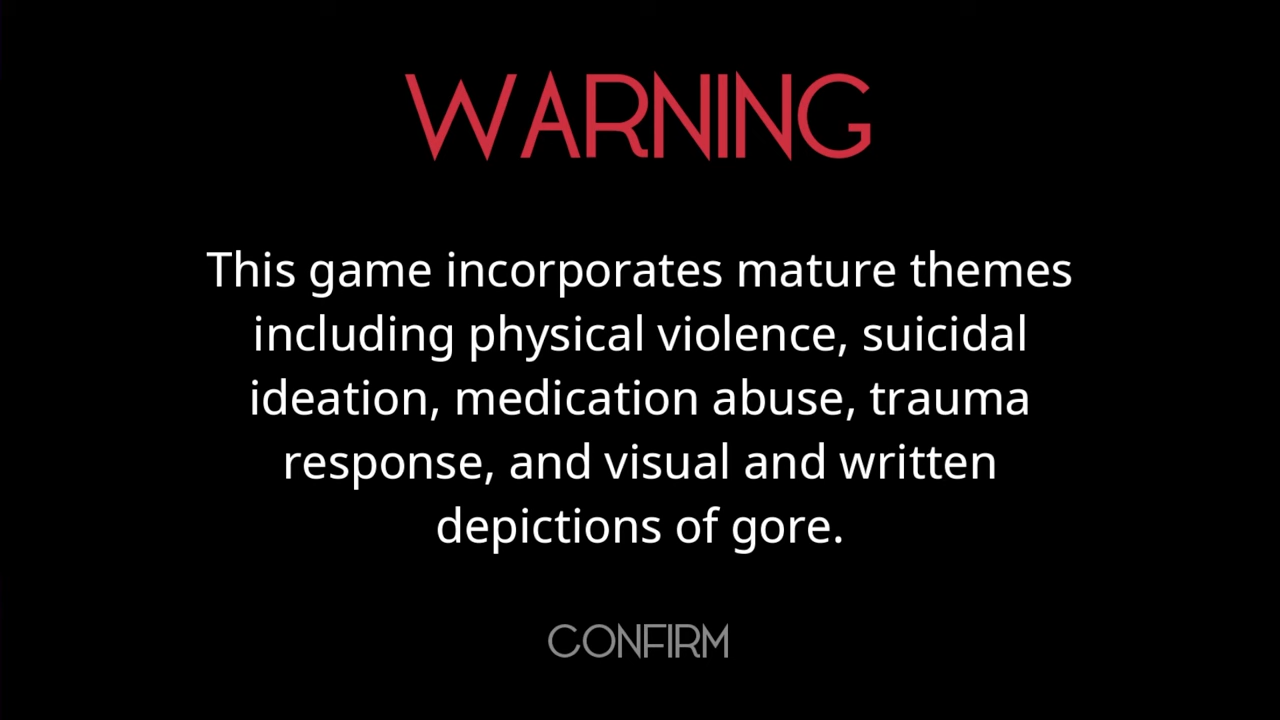 WARNING
This game incorporates mature themes
including physical violence, suicidal
ideation, medication abuse, trauma
response, and visual and written
depictions of gore.
CONFIRM